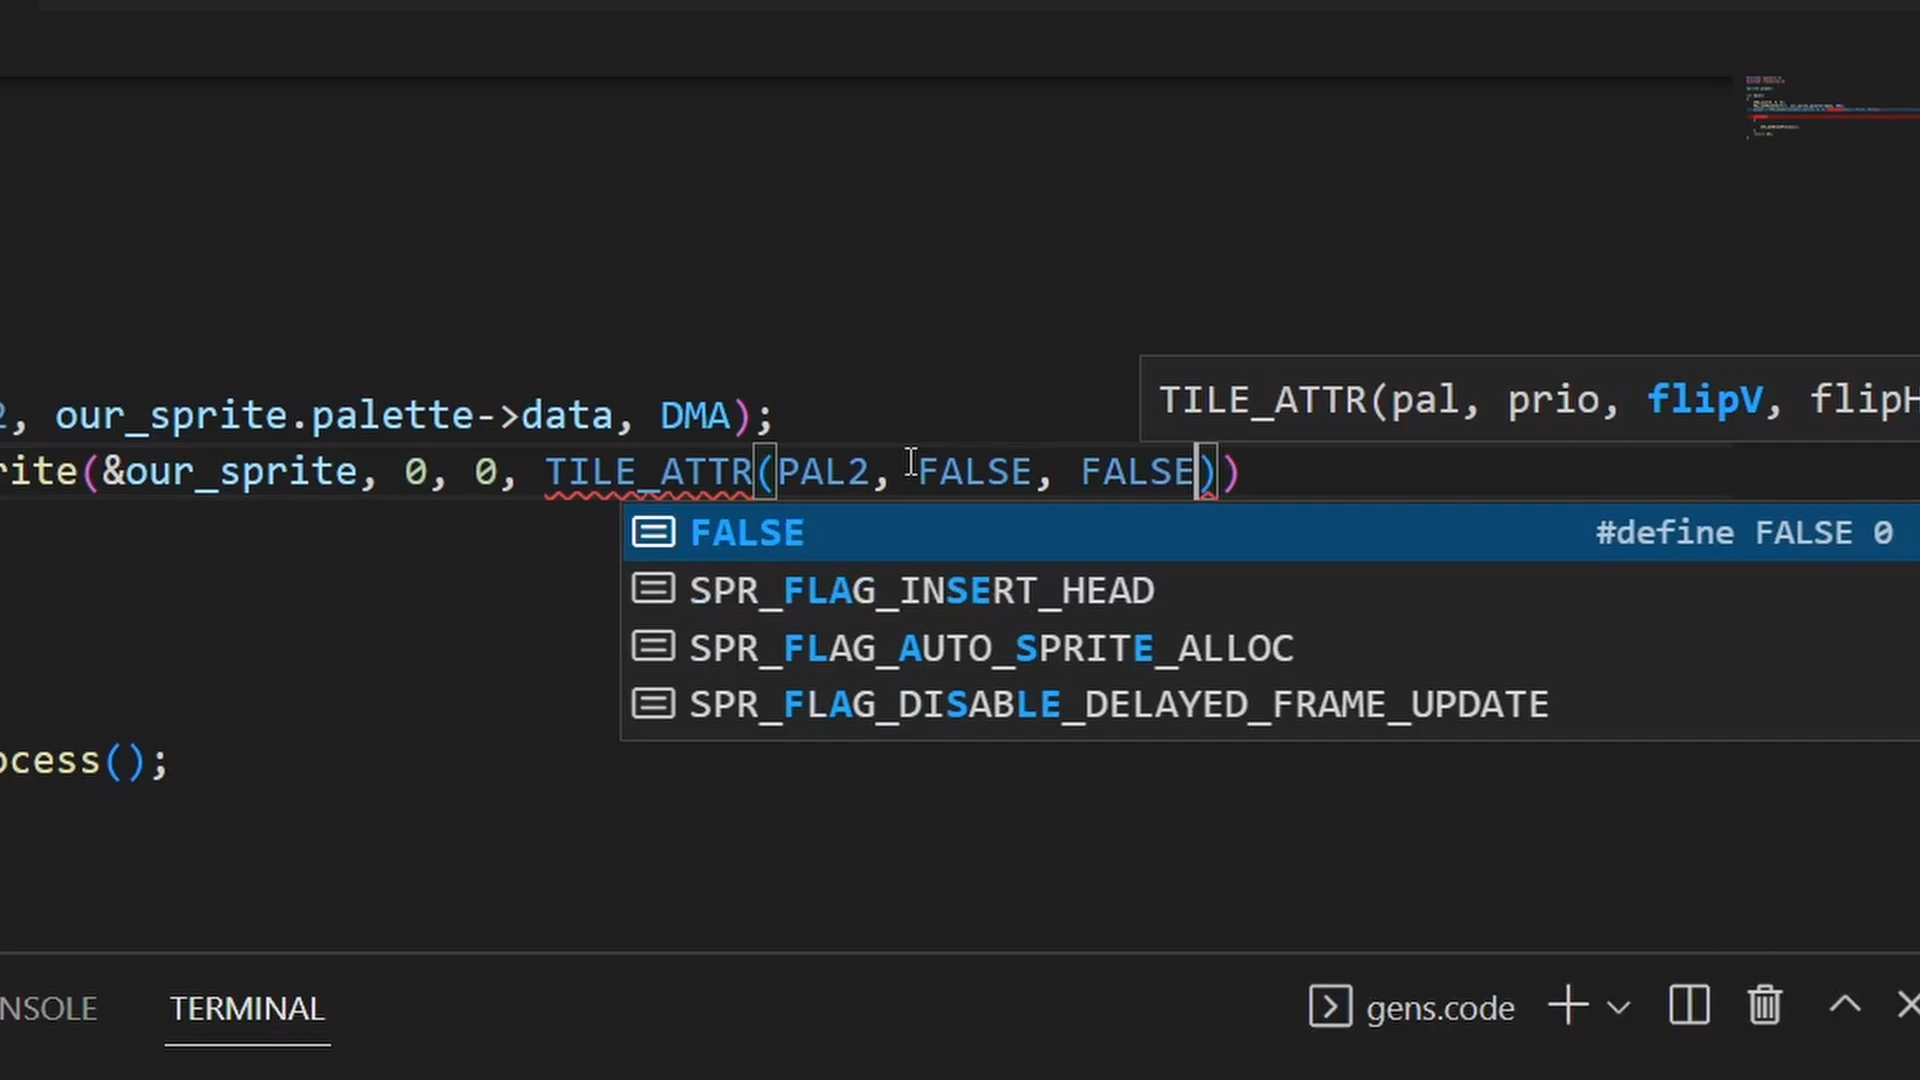 2, our_sprite.palette->data, DMA);
TILE_ATTR(pal, prio, flipV, flipH
rite(&our_sprite, 0, 0, TILE_ATTR(PAL2, FALSE, FALSE))
FALSE #define FALSE 0
SPR_FLAG_INSERT_HEAD
SPR_FLAG_AUTO_SPRITE_ALLOC
SPR_FLAG_DISABLE_DELAYED_FRAME_UPDATE
ocess();
NSOLE TERMINAL gens.code